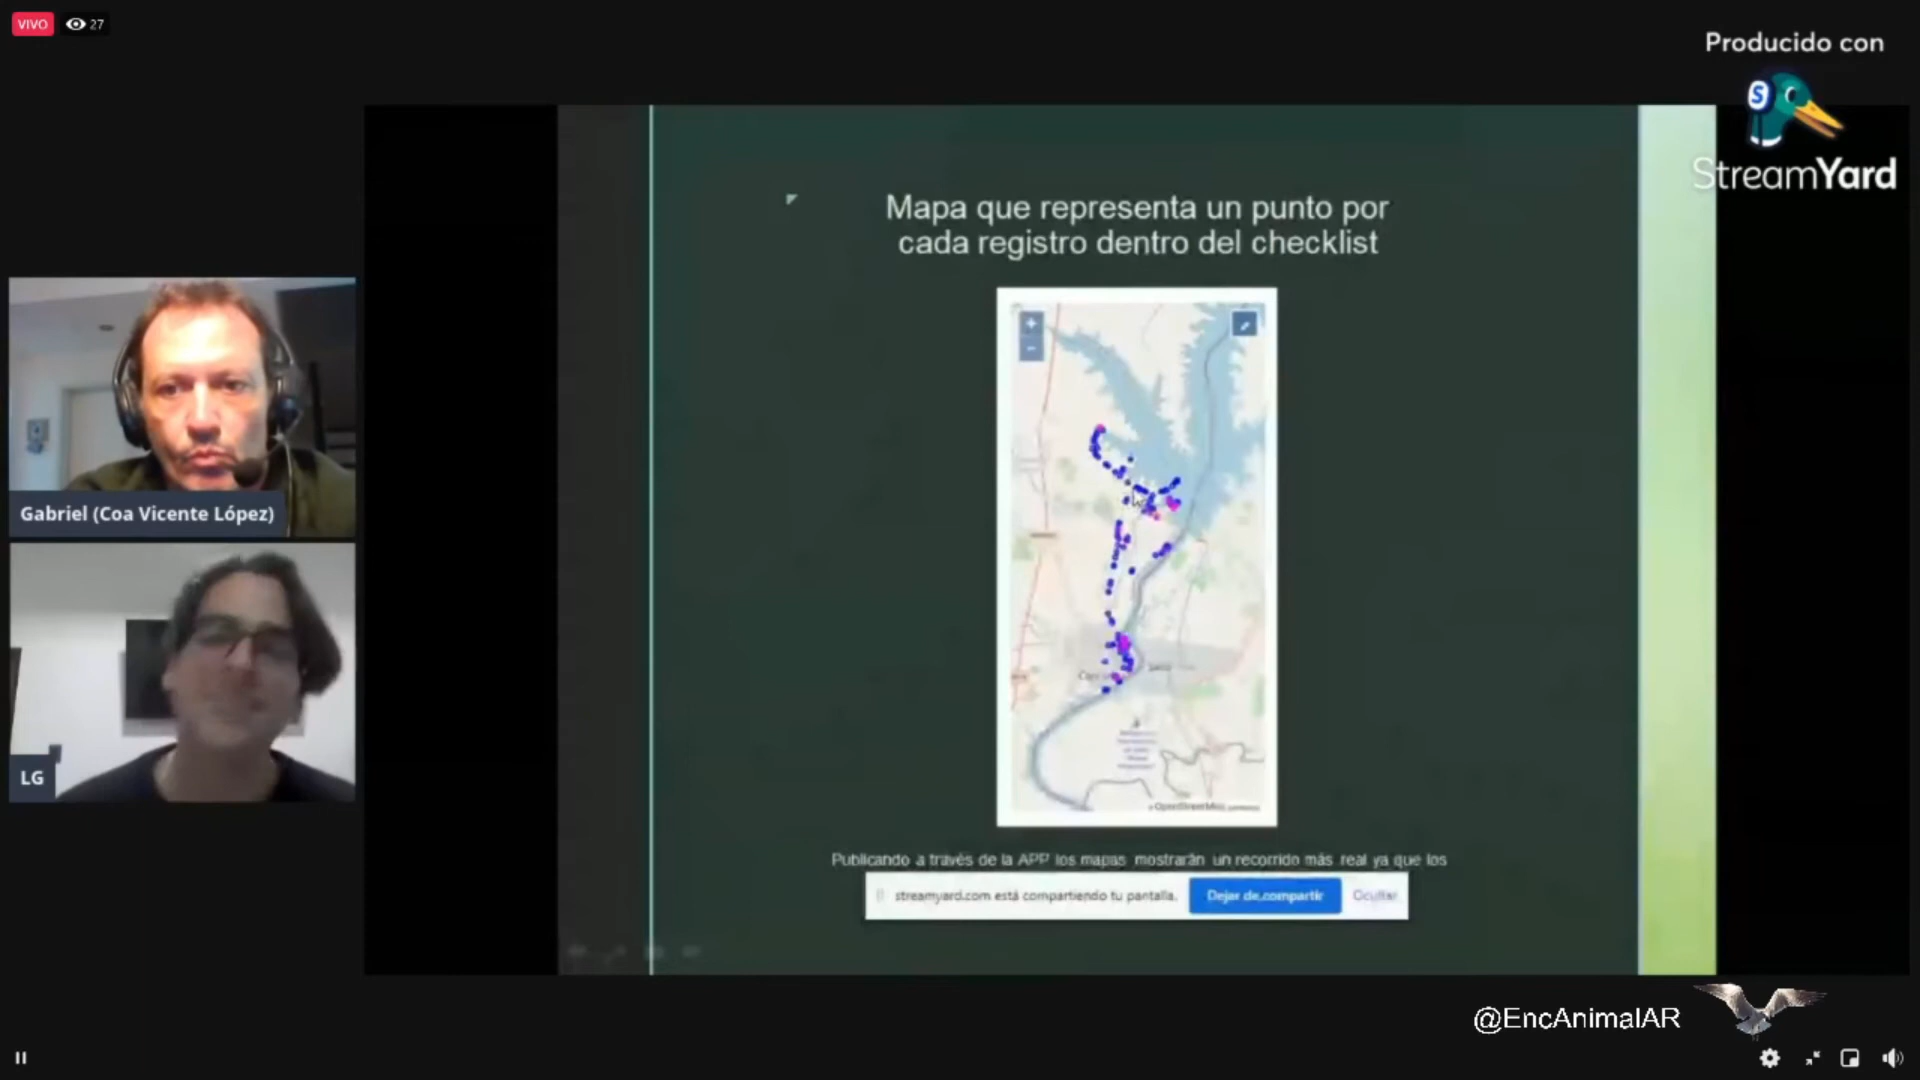 VIVO 27
Producido con
StreamYard
Mapa que representa un punto por
cada registro dentro del checklist
Gabriel (Coa Vicente López)
LG
Publicando a través de la APP los mapas mostrarán un recorrido más real ya que los
streamyard.com está compartiendo tu pantalla. Dejar de compartir Ocultar
@EncAnimalAR